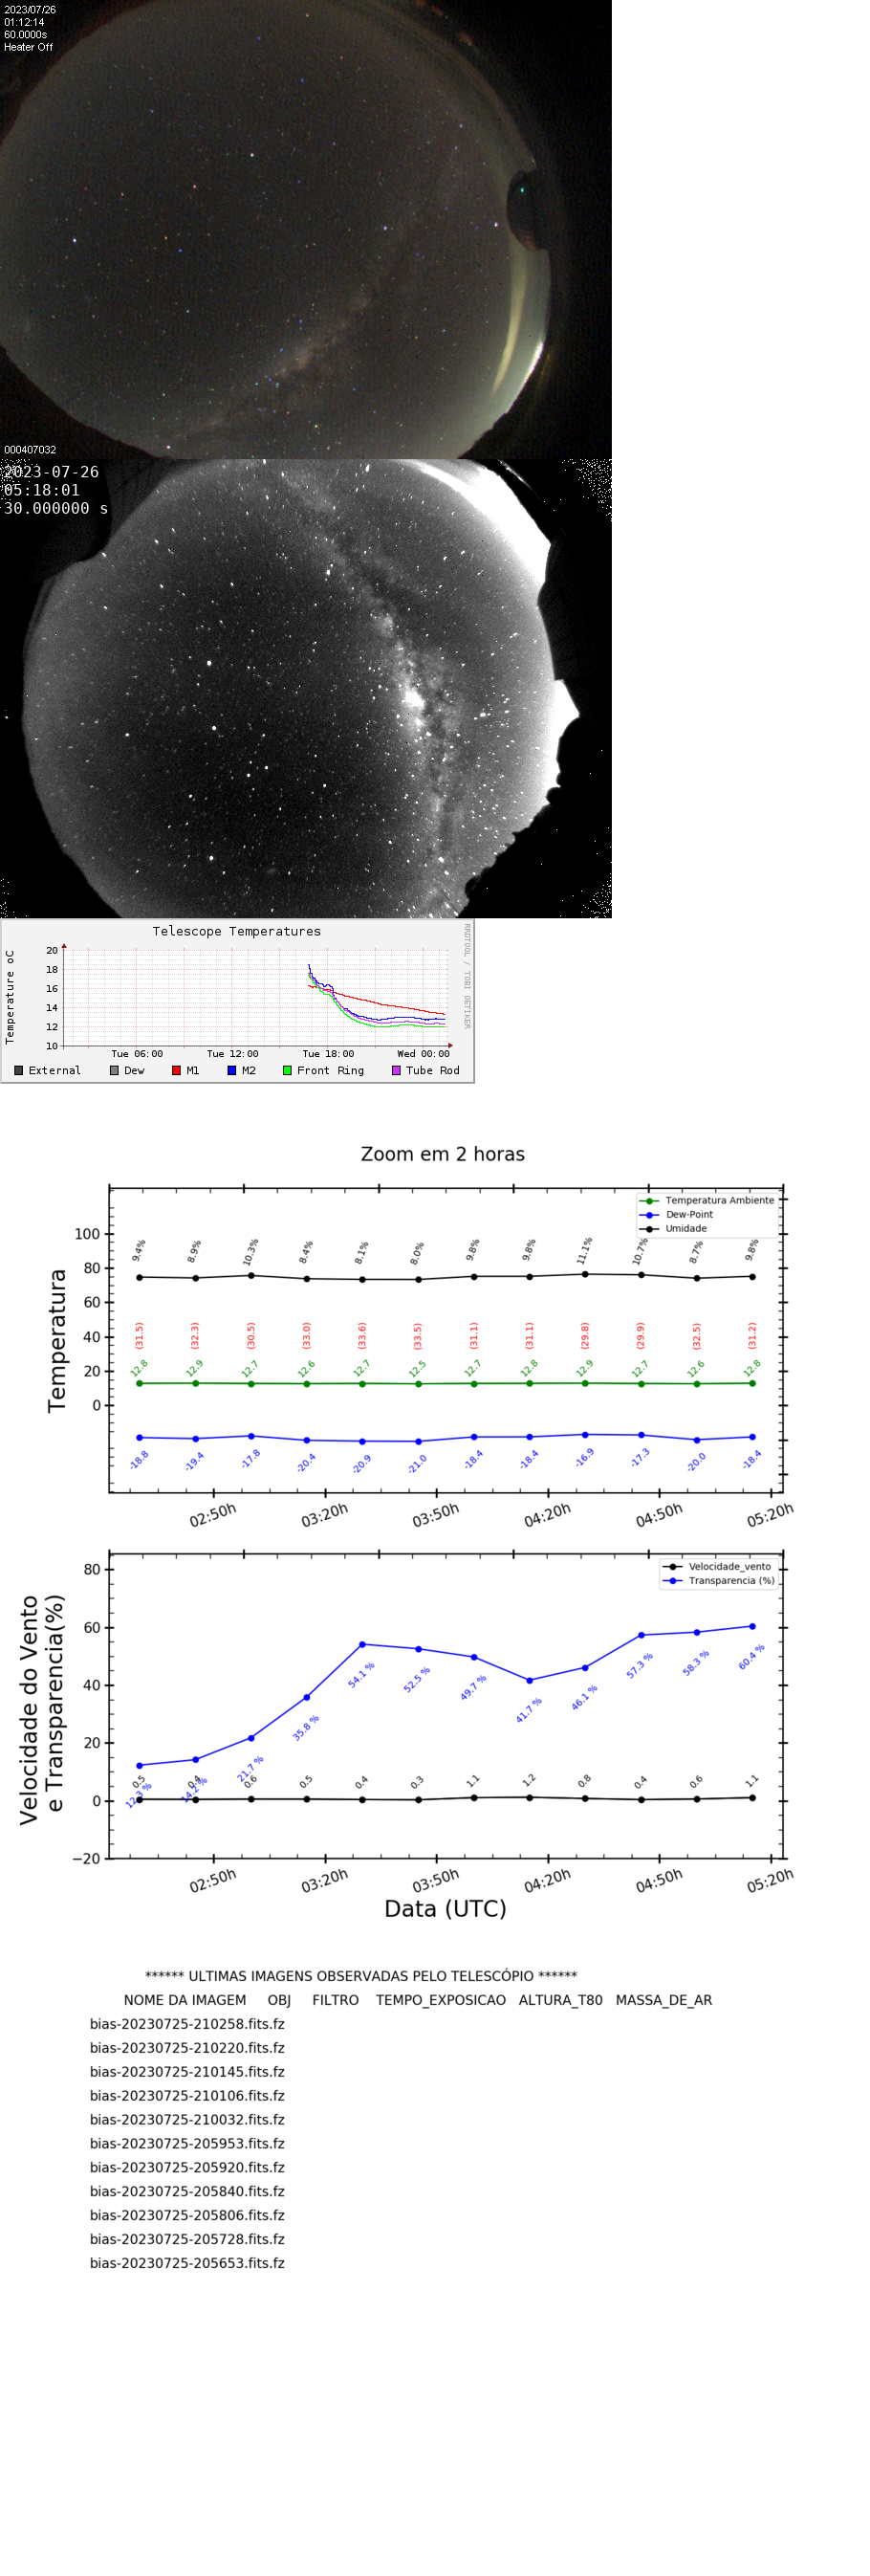 2023/07/26
01:12:14
60.0000s
Heater Off
000407032
2023-07-26
05:18:01
30.000000 s
Telescope Temperatures
RRDTOOL / TOBI OETIKER
Temperature oC
20
18
16
14
12
10
Tue 06:00 Tue 12:00 Tue 18:00 Wed 00:00
External Dew M1 M2 Front Ring Tube Rod
Zoom em 2 horas
Temperatura Ambiente
Dew-Point
Umidade
Temperatura
100
80
60
40
20
0
9.4% 8.9% 10.3% 8.4% 8.1% 8.0% 9.8% 9.8% 11.1% 10.7% 8.7% 9.8%
(31.5) (32.3) (30.5) (33.0) (33.6) (33.5) (31.1) (31.1) (29.8) (29.9) (32.5) (31.2)
12.8 12.9 12.7 12.6 12.7 12.5 12.7 12.8 12.9 12.7 12.6 12.8
-18.8 -19.4 -17.8 -20.4 -20.9 -21.0 -18.4 -18.4 -16.9 -17.3 -20.0 -18.4
02:50h 03:20h 03:50h 04:20h 04:50h 05:20h
Velocidade_vento
Transparencia (%)
Velocidade do Vento
e Transparencia(%)
80
60
40
20
0
−20
12.3 % 14.2 % 21.7 % 35.8 % 54.1 % 52.5 % 49.7 % 41.7 % 46.1 % 57.3 % 58.3 % 60.4 %
0.5 0.4 0.6 0.5 0.4 0.3 1.1 1.2 0.8 0.4 0.6 1.1
02:50h 03:20h 03:50h 04:20h 04:50h 05:20h
Data (UTC)
****** ULTIMAS IMAGENS OBSERVADAS PELO TELESCÓPIO ******
NOME DA IMAGEM OBJ FILTRO TEMPO_EXPOSICAO ALTURA_T80 MASSA_DE_AR
bias-20230725-210258.fits.fz
bias-20230725-210220.fits.fz
bias-20230725-210145.fits.fz
bias-20230725-210106.fits.fz
bias-20230725-210032.fits.fz
bias-20230725-205953.fits.fz
bias-20230725-205920.fits.fz
bias-20230725-205840.fits.fz
bias-20230725-205806.fits.fz
bias-20230725-205728.fits.fz
bias-20230725-205653.fits.fz